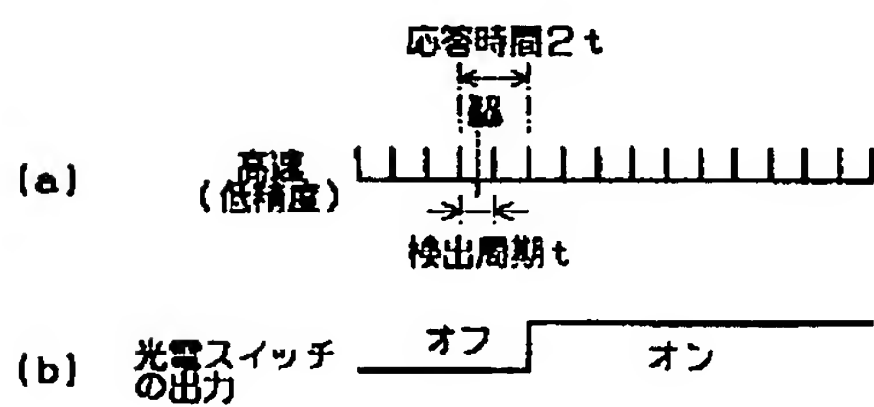 応答時間2t
(a)
高速
(低精度)
検出周期t
(b)
光電スイッチ
の出力
オフ
オン